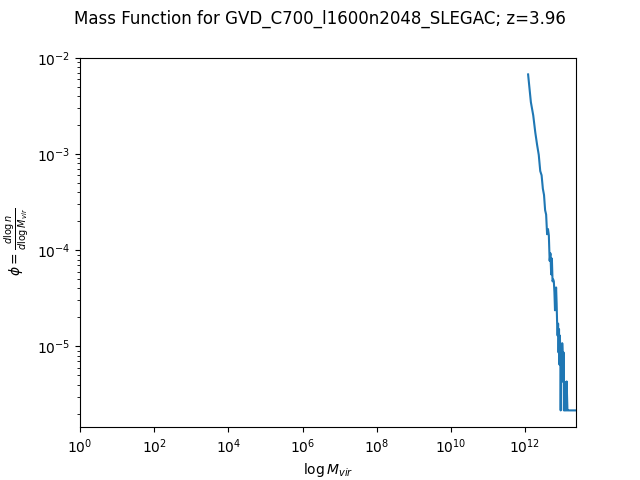 Mass Function for GVD_C700_l1600n2048_SLEGAC; z=3.96
10⁻²
10⁻³
10⁻⁴
10⁻⁵
ϕ = d log n / d log M_vir
10⁰ 10² 10⁴ 10⁶ 10⁸ 10¹⁰ 10¹²
log M_vir